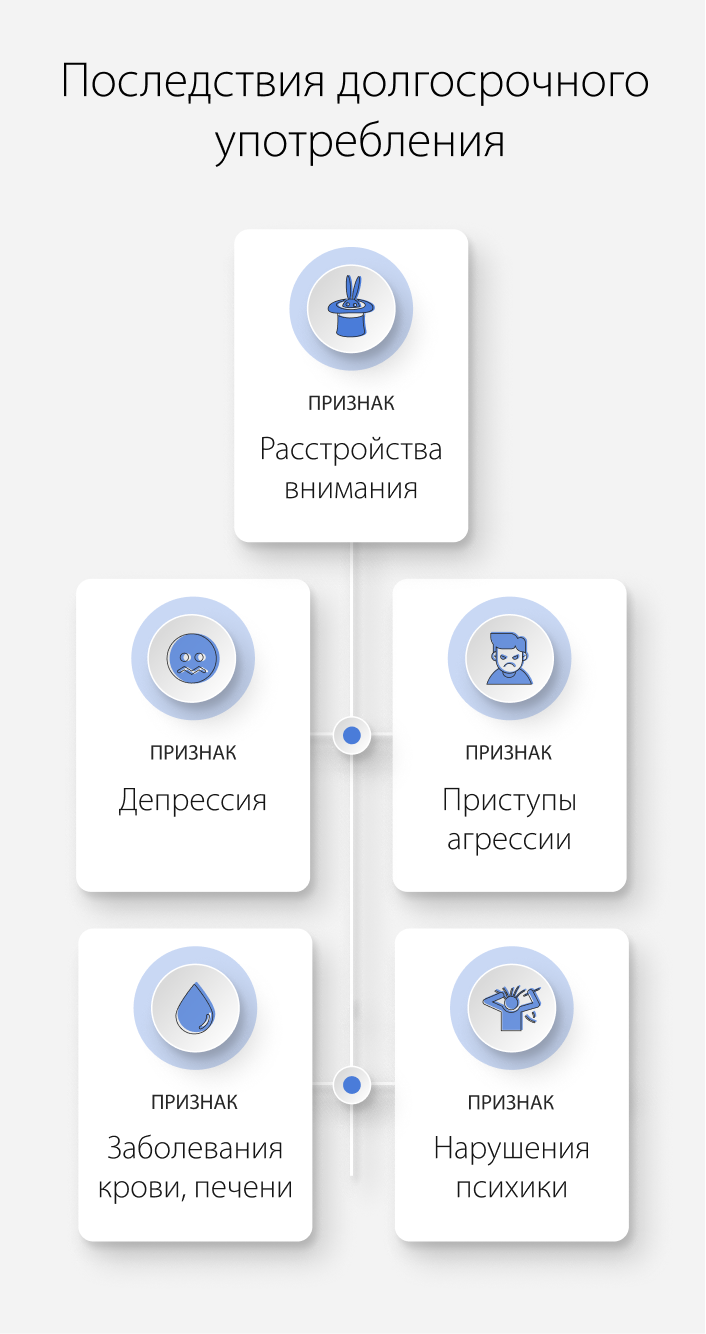 Последствия долгосрочного
употребления
ПРИЗНАК
Расстройства
внимания
ПРИЗНАК
Депрессия
ПРИЗНАК
Приступы
агрессии
ПРИЗНАК
Заболевания
крови, печени
ПРИЗНАК
Нарушения
психики